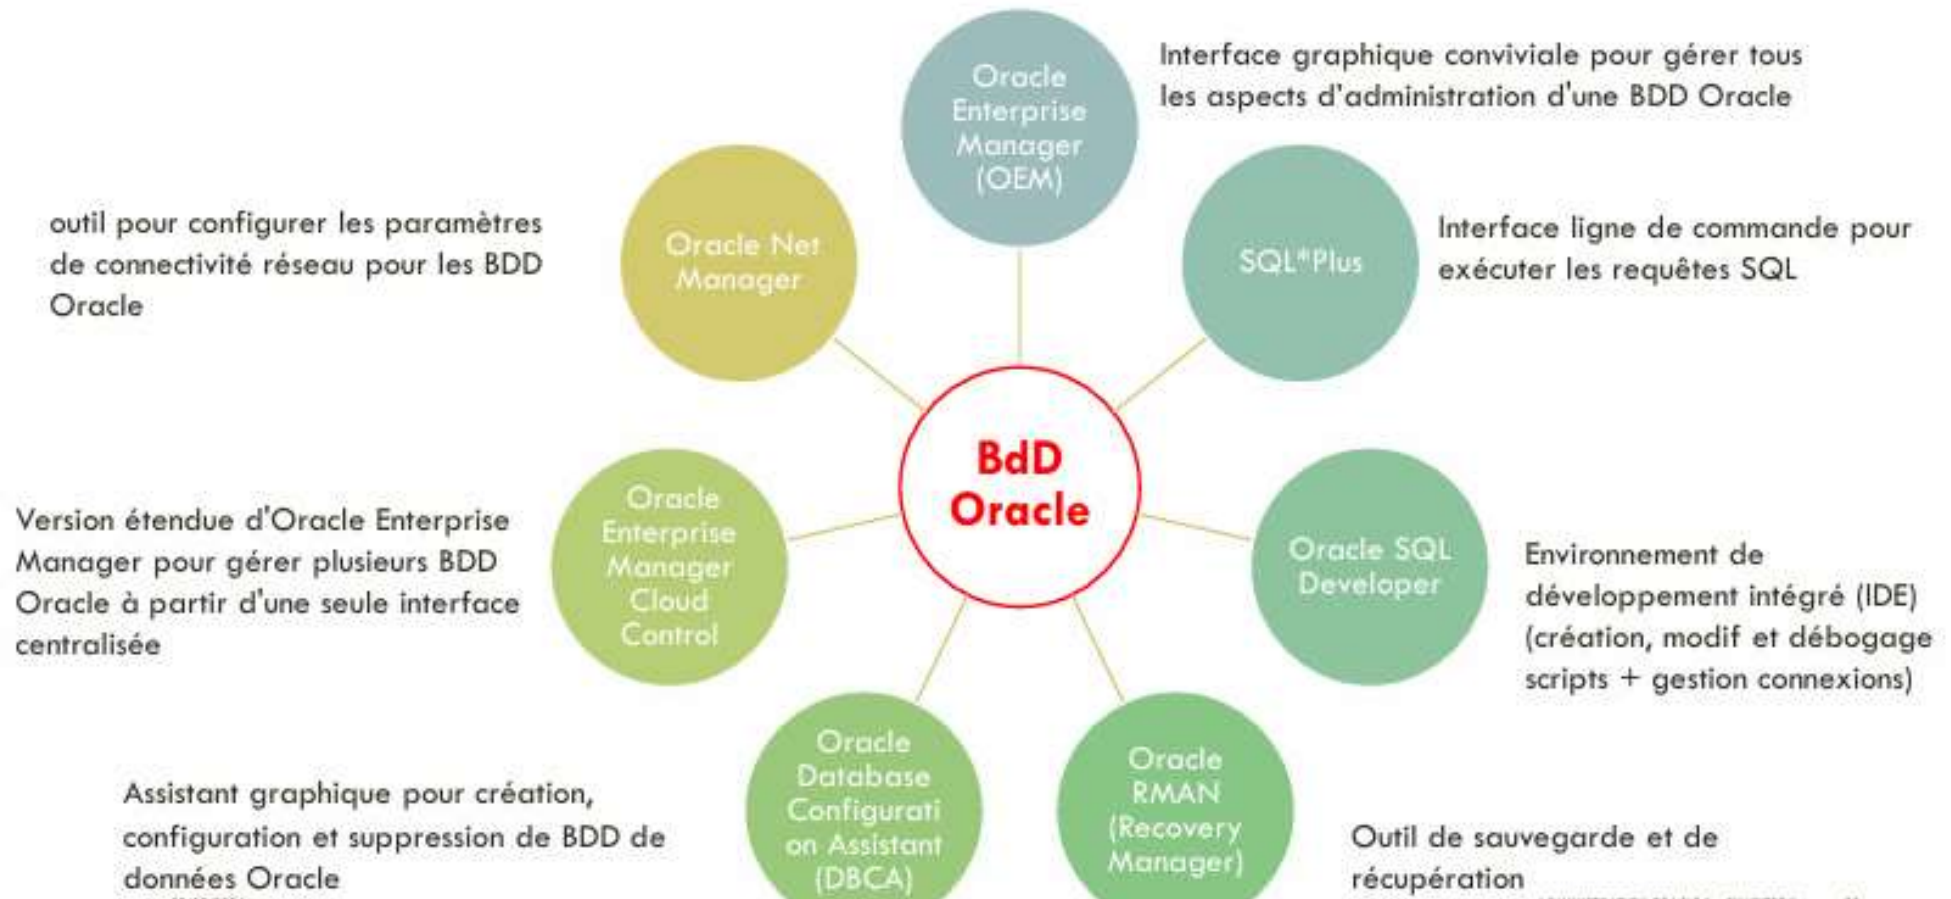 Oracle
Enterprise
Manager
(OEM)
Interface graphique conviviale pour gérer tous
les aspects d'administration d'une BDD Oracle
SQL*Plus
Interface ligne de commande pour
exécuter les requêtes SQL
Oracle Net
Manager
outil pour configurer les paramètres
de connectivité réseau pour les BDD
Oracle
BdD
Oracle
Oracle SQL
Developer
Environnement de
développement intégré (IDE)
(création, modif et débogage
scripts + gestion connexions)
Oracle
Enterprise
Manager
Cloud
Control
Version étendue d'Oracle Enterprise
Manager pour gérer plusieurs BDD
Oracle à partir d'une seule interface
centralisée
Oracle
RMAN
(Recovery
Manager)
Outil de sauvegarde et de
récupération
Oracle
Database
Configurati
on Assistant
(DBCA)
Assistant graphique pour création,
configuration et suppression de BDD de
données Oracle